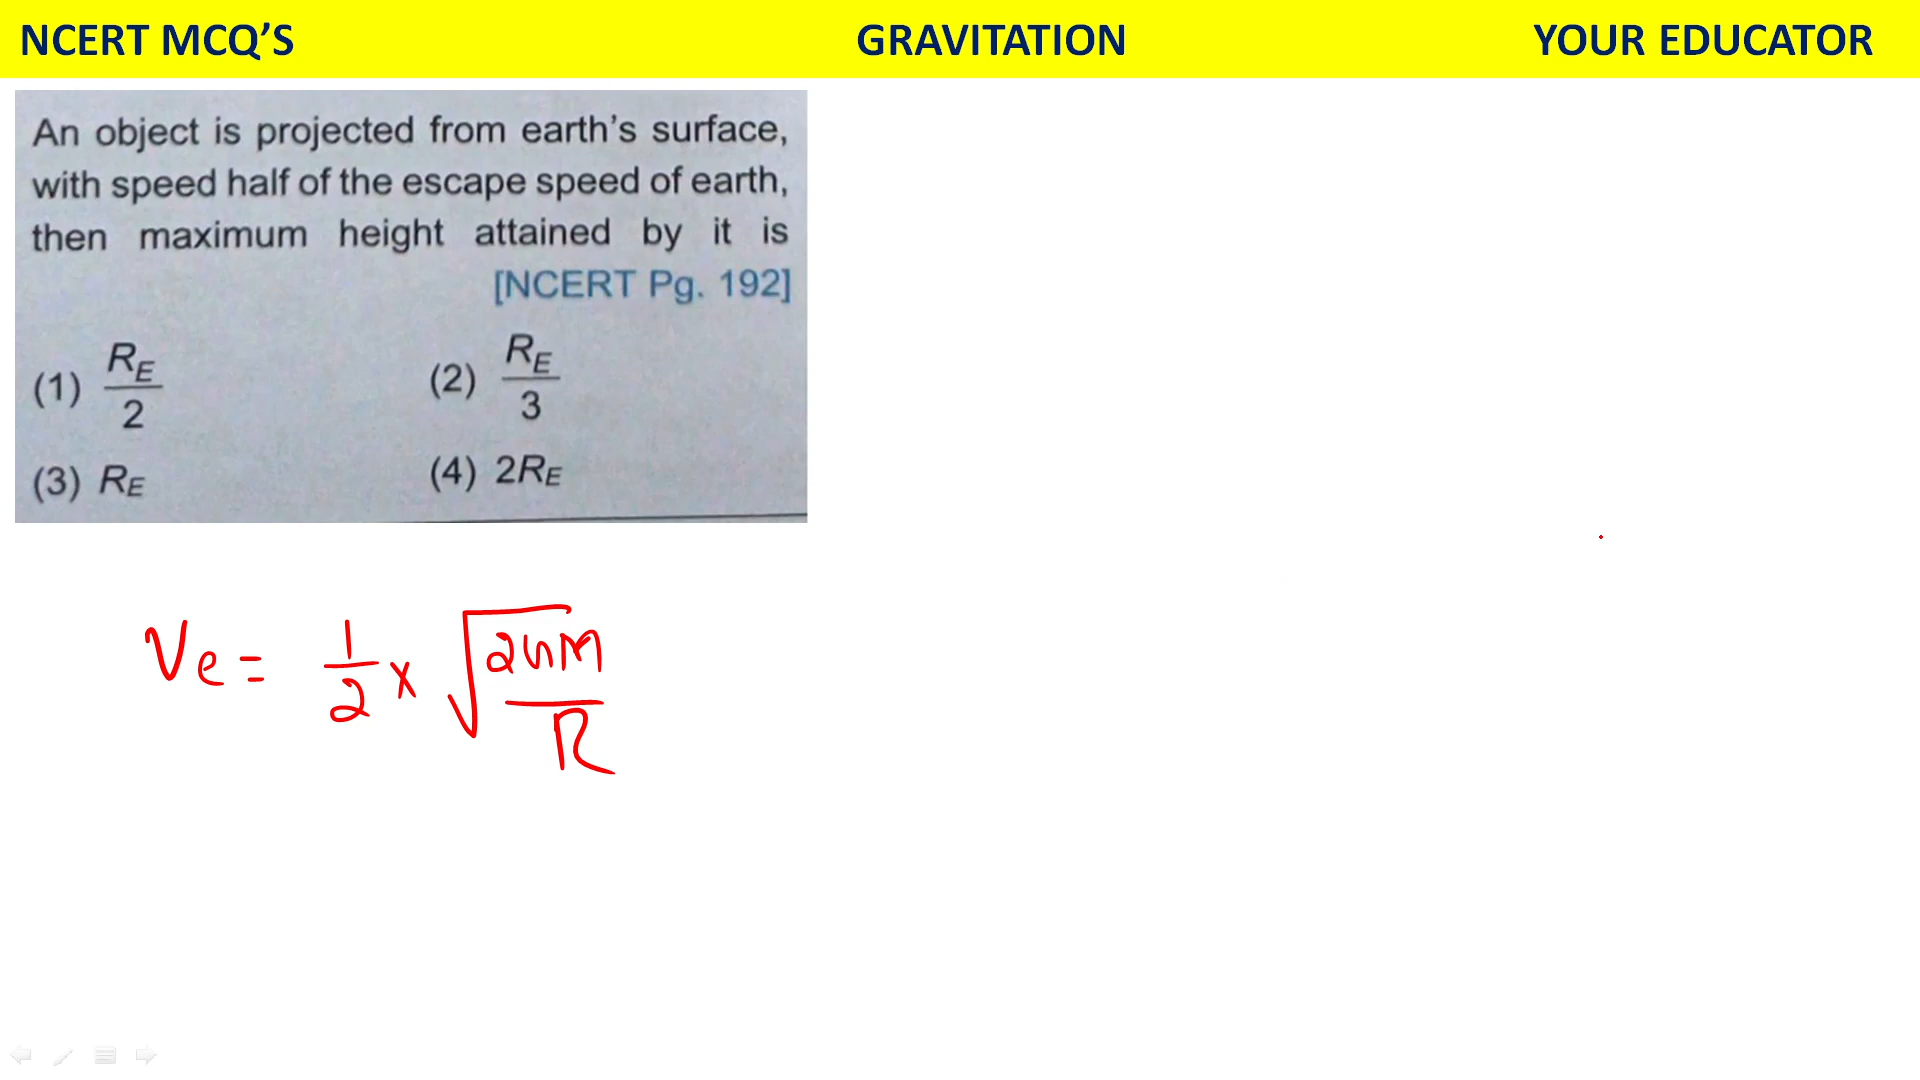 NCERT MCQ’S GRAVITATION YOUR EDUCATOR
An object is projected from earth’s surface,
with speed half of the escape speed of earth,
then maximum height attained by it is
[NCERT Pg. 192]
(1) R_E/2 (2) R_E/3
(3) R_E (4) 2R_E
Ve = 1/2 x √2GM/R